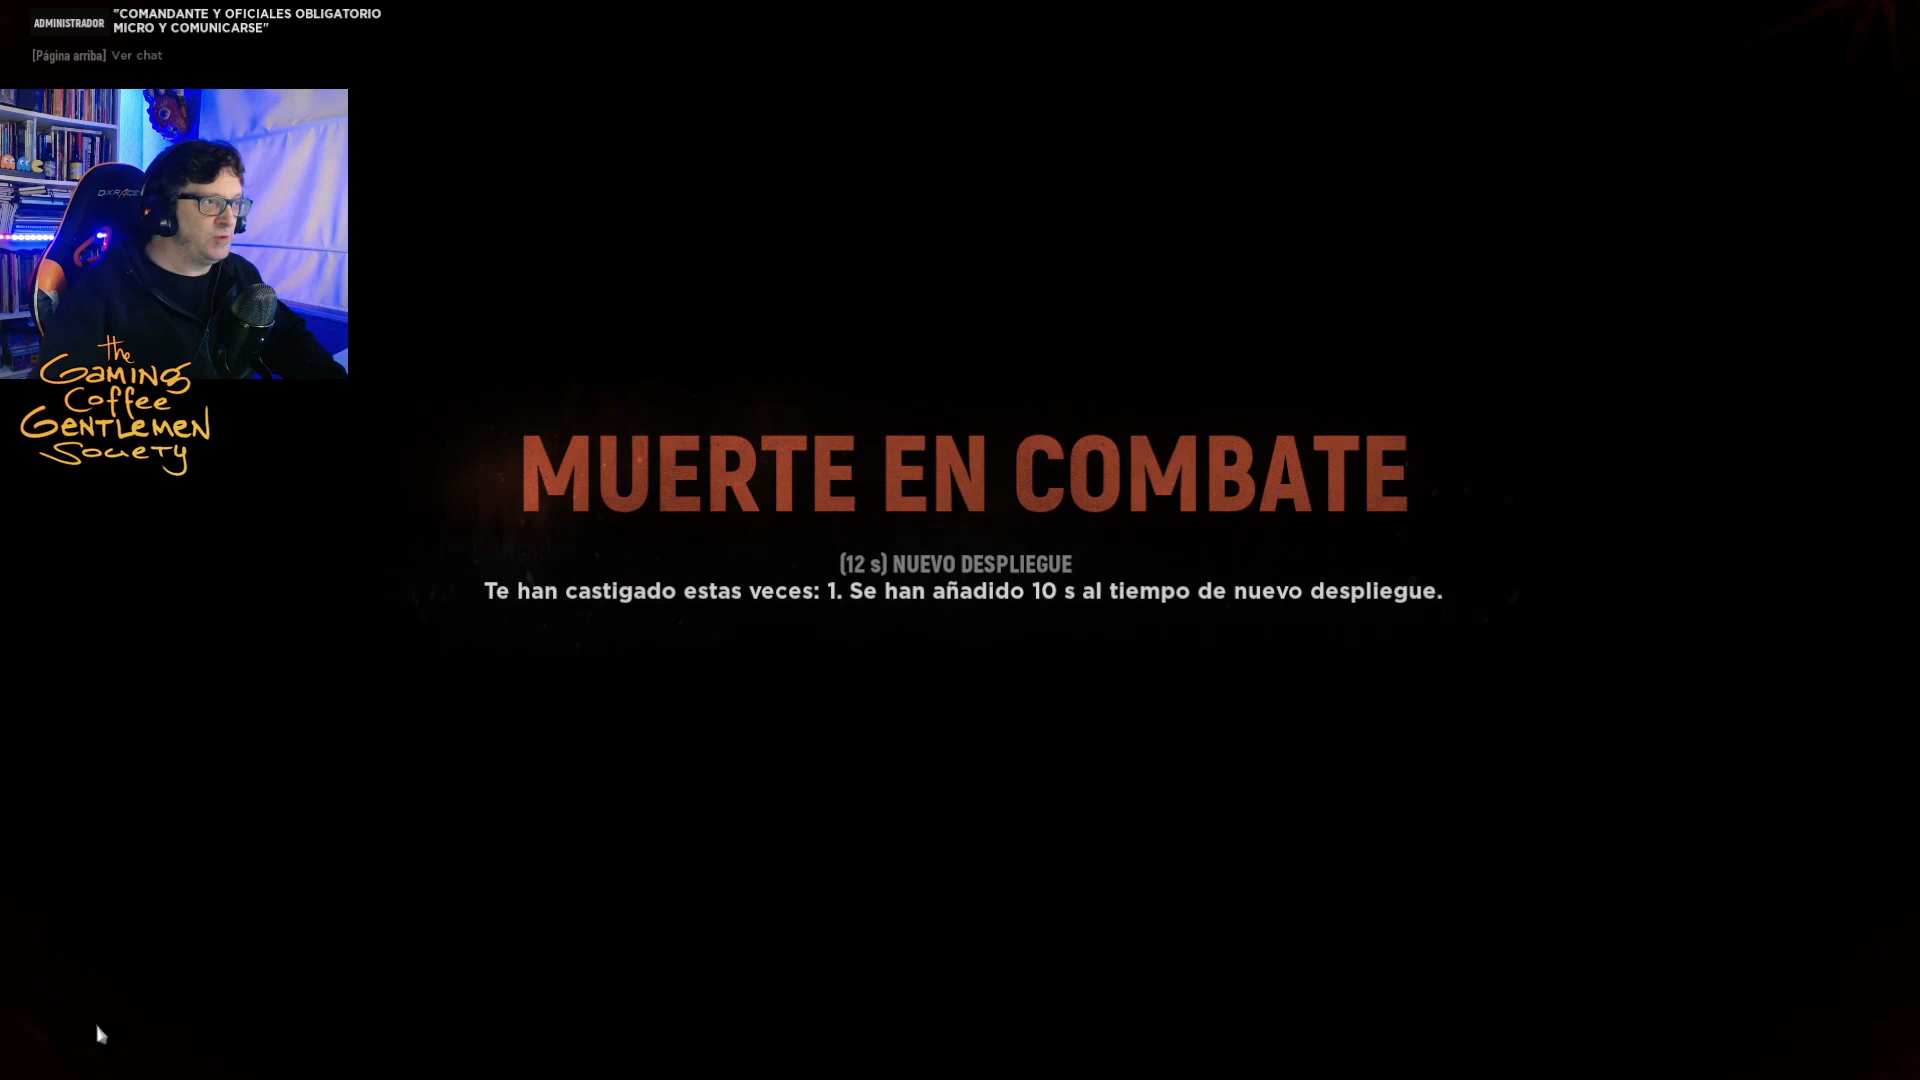 ADMINISTRADOR "COMANDANTE Y OFICIALES OBLIGATORIO
MICRO Y COMUNICARSE"
[Página arriba] Ver chat
DXRACER
the
GAMING
Coffee
GENTLEMEN
SOCIETY
MUERTE EN COMBATE
(12 s) NUEVO DESPLIEGUE
Te han castigado estas veces: 1. Se han añadido 10 s al tiempo de nuevo despliegue.